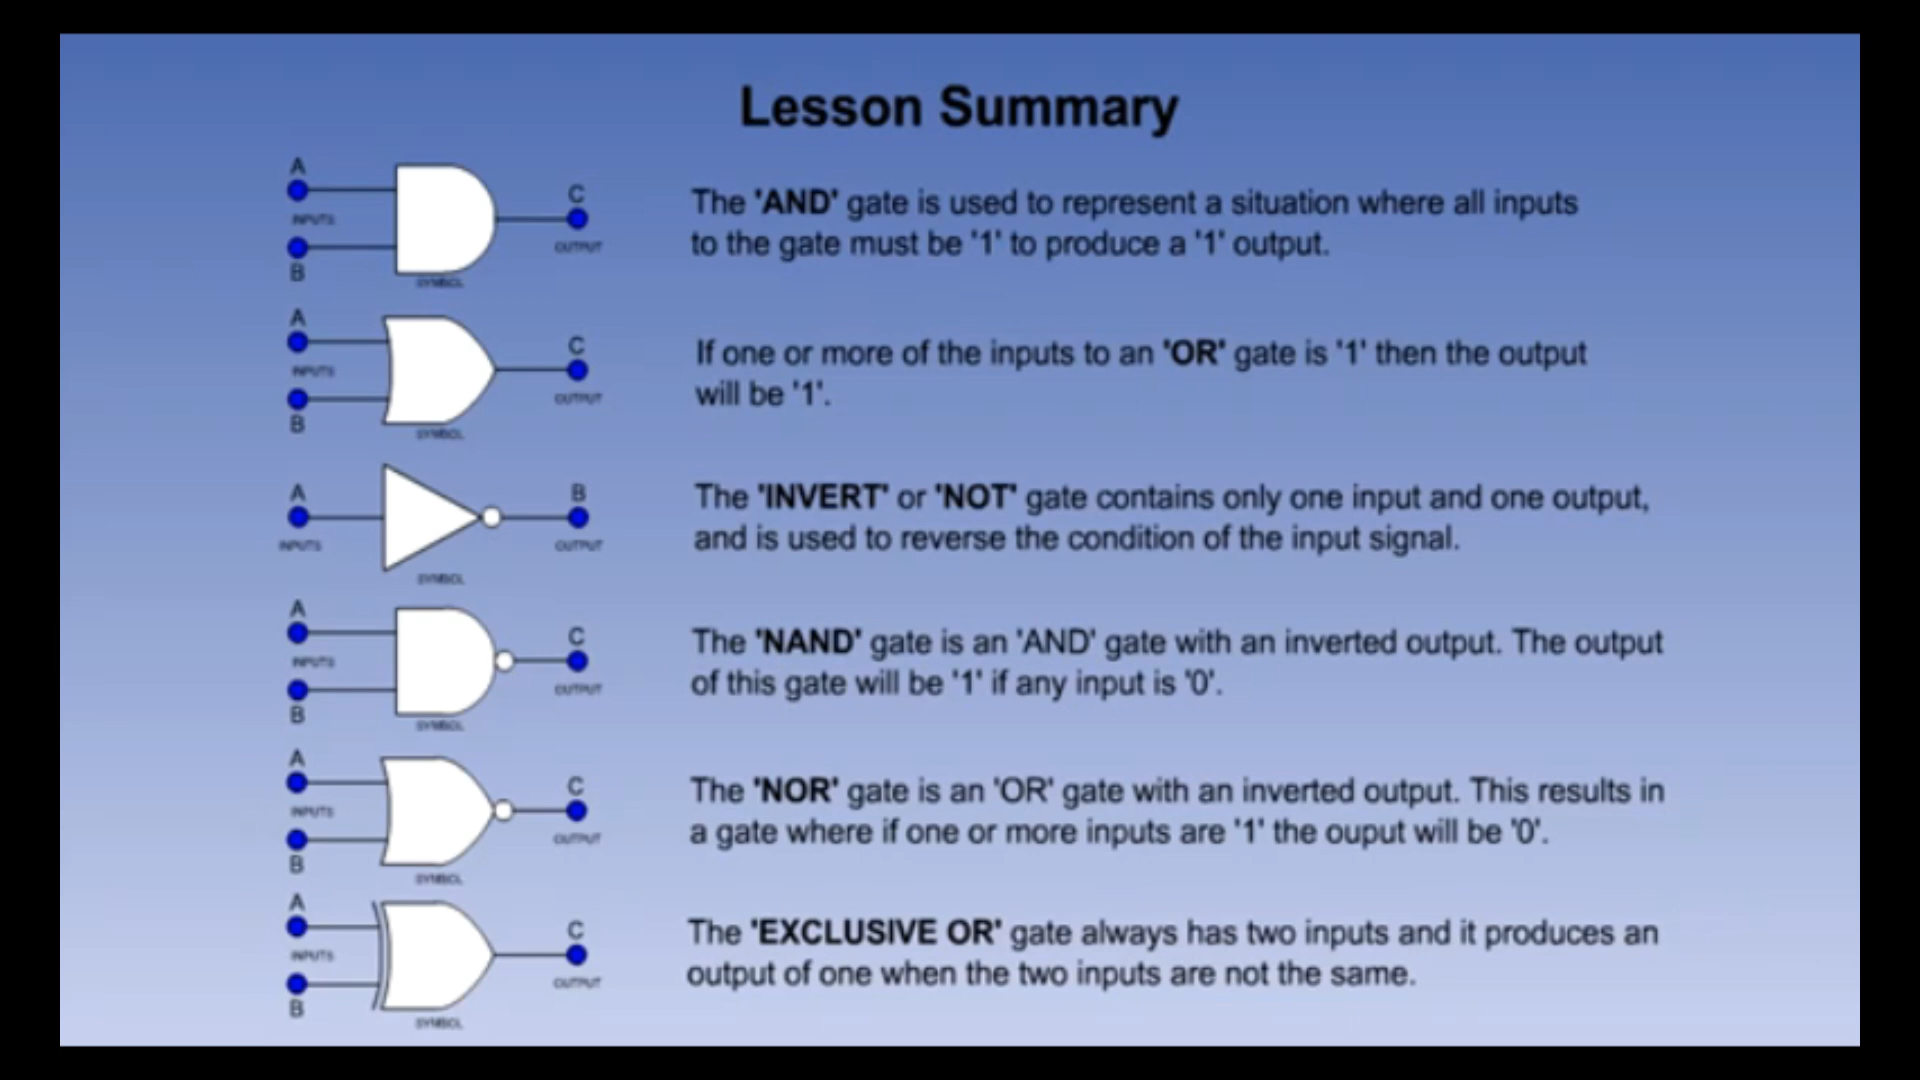 Lesson Summary
A
INPUTS
B
C
OUTPUT
SYMBOL
The 'AND' gate is used to represent a situation where all inputs
to the gate must be '1' to produce a '1' output.
A
INPUTS
B
C
OUTPUT
SYMBOL
If one or more of the inputs to an 'OR' gate is '1' then the output
will be '1'.
A
INPUTS
B
OUTPUT
SYMBOL
The 'INVERT' or 'NOT' gate contains only one input and one output,
and is used to reverse the condition of the input signal.
A
INPUTS
B
C
OUTPUT
SYMBOL
The 'NAND' gate is an 'AND' gate with an inverted output. The output
of this gate will be '1' if any input is '0'.
A
INPUTS
B
C
OUTPUT
SYMBOL
The 'NOR' gate is an 'OR' gate with an inverted output. This results in
a gate where if one or more inputs are '1' the ouput will be '0'.
A
INPUTS
B
C
OUTPUT
SYMBOL
The 'EXCLUSIVE OR' gate always has two inputs and it produces an
output of one when the two inputs are not the same.